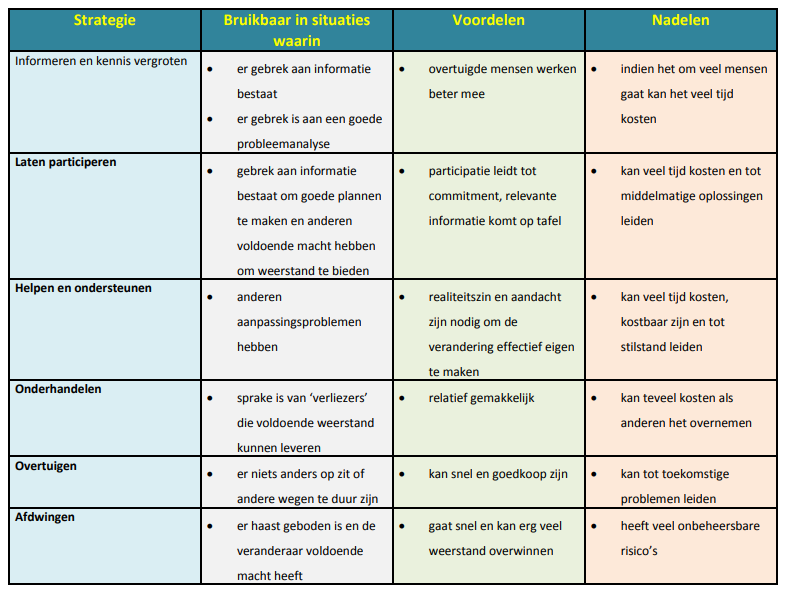 Strategie
Bruikbaar in situaties
waarin
Voordelen
Nadelen
Informeren en kennis vergroten
• er gebrek aan informatie
bestaat
• er gebrek is aan een goede
probleemanalyse
• overtuigde mensen werken
beter mee
• indien het om veel mensen
gaat kan het veel tijd
kosten
Laten participeren
• gebrek aan informatie
bestaat om goede plannen
te maken en anderen
voldoende macht hebben
om weerstand te bieden
• participatie leidt tot
commitment, relevante
informatie komt op tafel
• kan veel tijd kosten en tot
middelmatige oplossingen
leiden
Helpen en ondersteunen
• anderen
aanpassingsproblemen
hebben
• realiteitszin en aandacht
zijn nodig om de
verandering effectief eigen
te maken
• kan veel tijd kosten,
kostbaar zijn en tot
stilstand leiden
Onderhandelen
• sprake is van ‘verliezers’
die voldoende weerstand
kunnen leveren
• relatief gemakkelijk
• kan teveel kosten als
anderen het overnemen
Overtuigen
• er niets anders op zit of
andere wegen te duur zijn
• kan snel en goedkoop zijn
• kan tot toekomstige
problemen leiden
Afdwingen
• er haast geboden is en de
veranderaar voldoende
macht heeft
• gaat snel en kan erg veel
weerstand overwinnen
• heeft veel onbeheersbare
risico’s